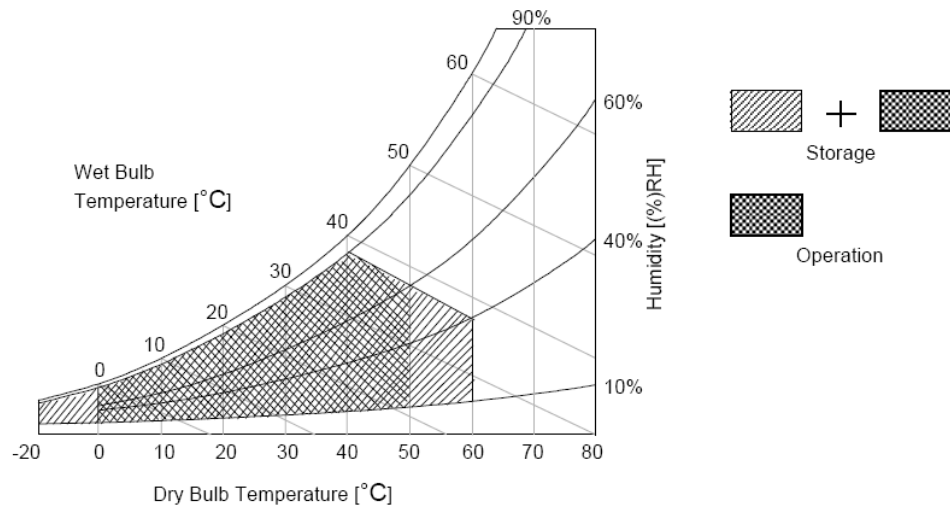 90%
60
60%
50
Wet Bulb
Temperature [°C]
40
40%
30
20
10
0
10%
Humidity [(%)RH]
-20 0 10 20 30 40 50 60 70 80
Dry Bulb Temperature [°C]
+
Storage
Operation